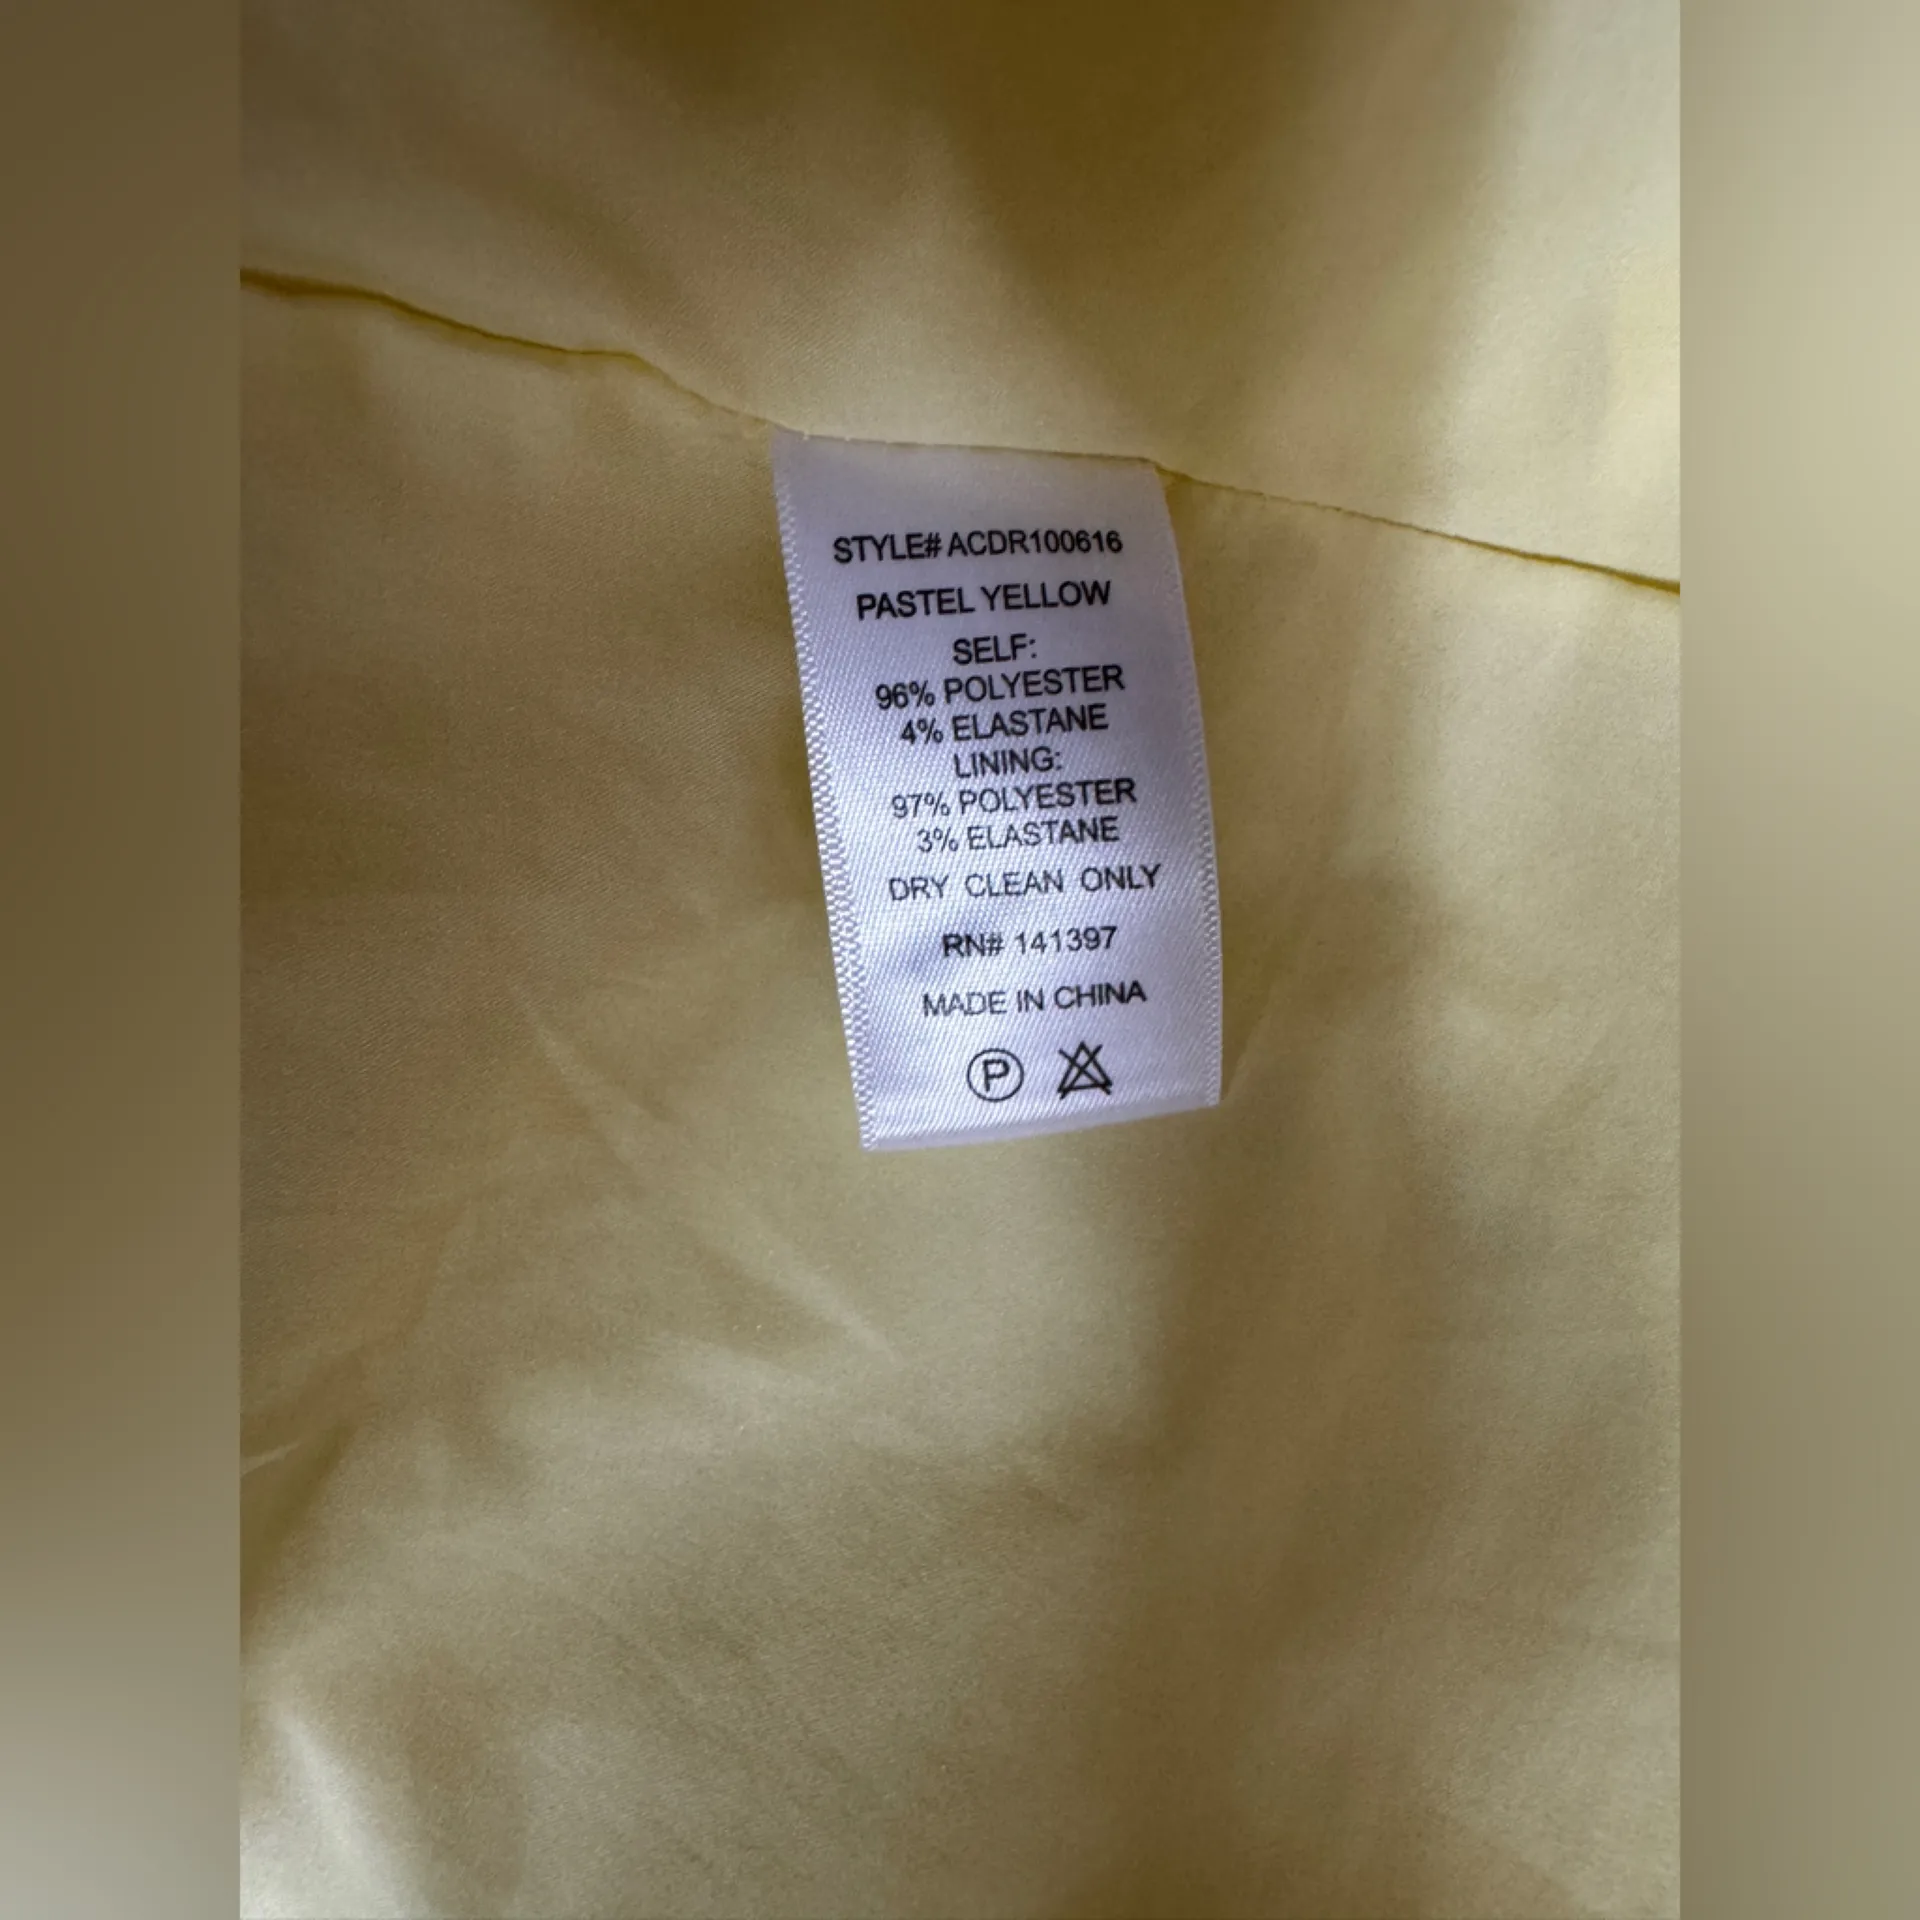 STYLE# ACDR100616
PASTEL YELLOW
SELF:
96% POLYESTER
4% ELASTANE
LINING:
97% POLYESTER
3% ELASTANE
DRY CLEAN ONLY
RN# 141397
MADE IN CHINA
P